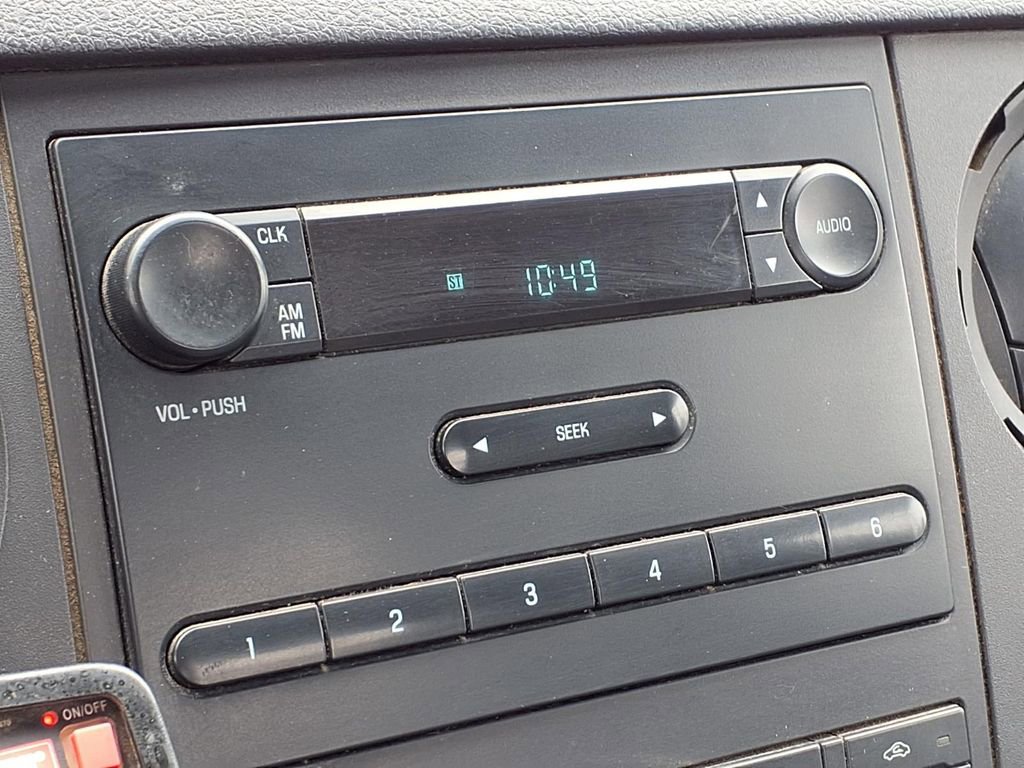 CLK
ST 10:49
AUDIO
AM
FM
VOL•PUSH
SEEK
1 2 3 4 5 6
ON/OFF